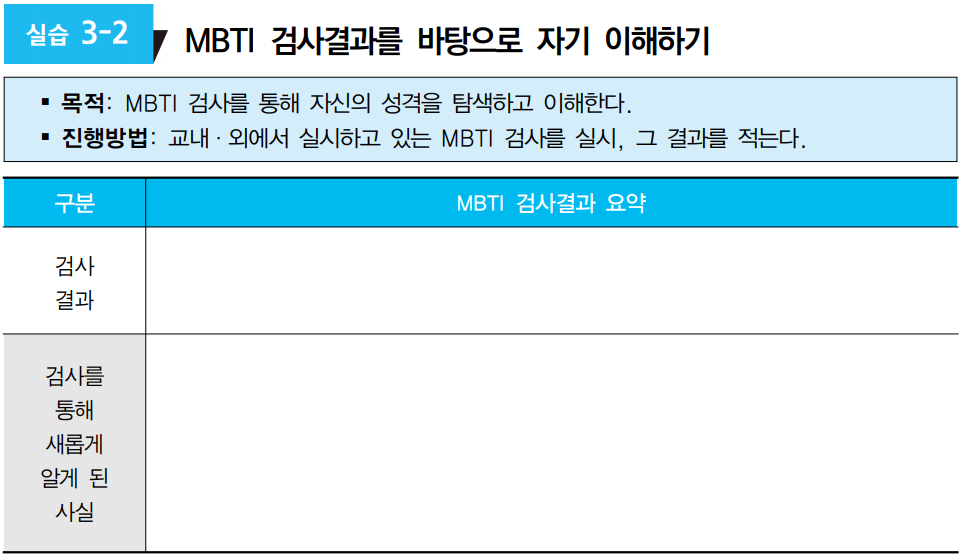 실습 3-2
MBTI 검사결과를 바탕으로 자기 이해하기
▪ 목적: MBTI 검사를 통해 자신의 성격을 탐색하고 이해한다.
▪ 진행방법: 교내·외에서 실시하고 있는 MBTI 검사를 실시, 그 결과를 적는다.
구분
MBTI 검사결과 요약
검사
결과
검사를
통해
새롭게
알게 된
사실